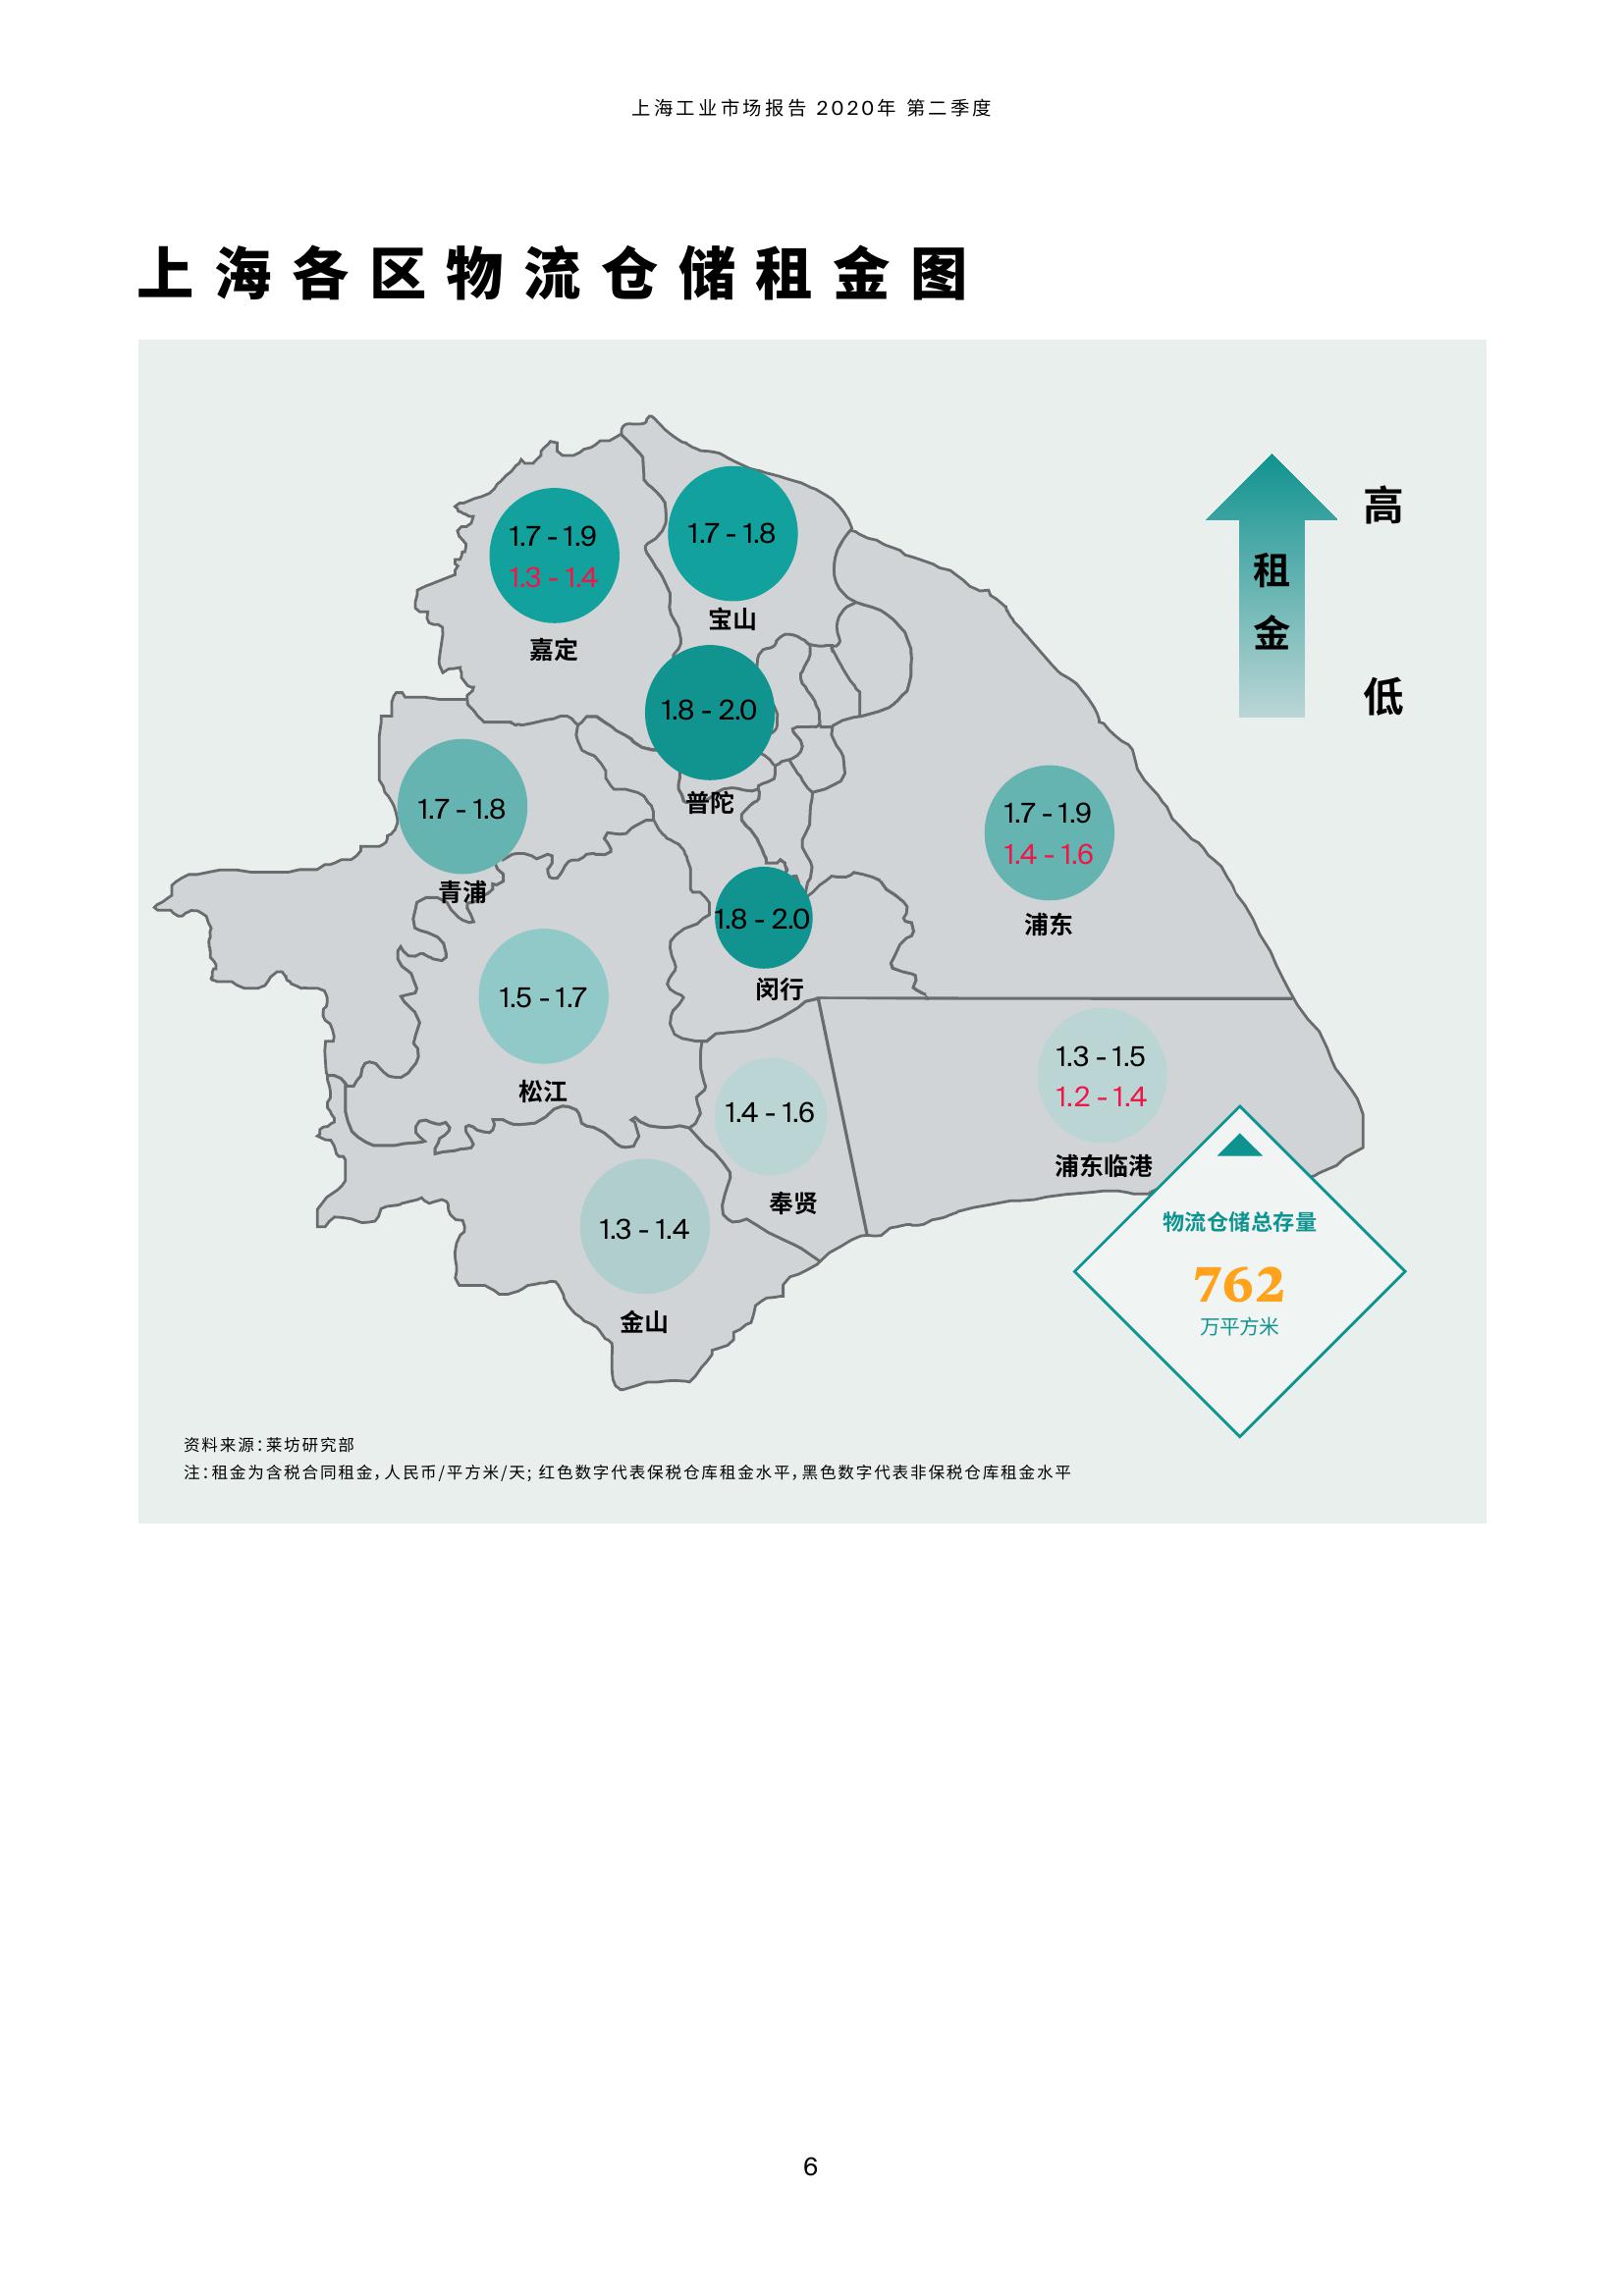 上海工业市场报告 2020年 第二季度
上海各区物流仓储租金图
高
租
金
低
1.7 - 1.9
1.3 - 1.4
嘉定
1.7 - 1.8
宝山
1.8 - 2.0
普陀
1.7 - 1.8
青浦
1.7 - 1.9
1.4 - 1.6
浦东
1.8 - 2.0
闵行
1.5 - 1.7
松江
1.3 - 1.5
1.2 - 1.4
浦东临港
1.4 - 1.6
奉贤
1.3 - 1.4
金山
物流仓储总存量
762
万平方米
资料来源：莱坊研究部
注：租金为含税合同租金，人民币/平方米/天；红色数字代表保税仓库租金水平，黑色数字代表非保税仓库租金水平
6